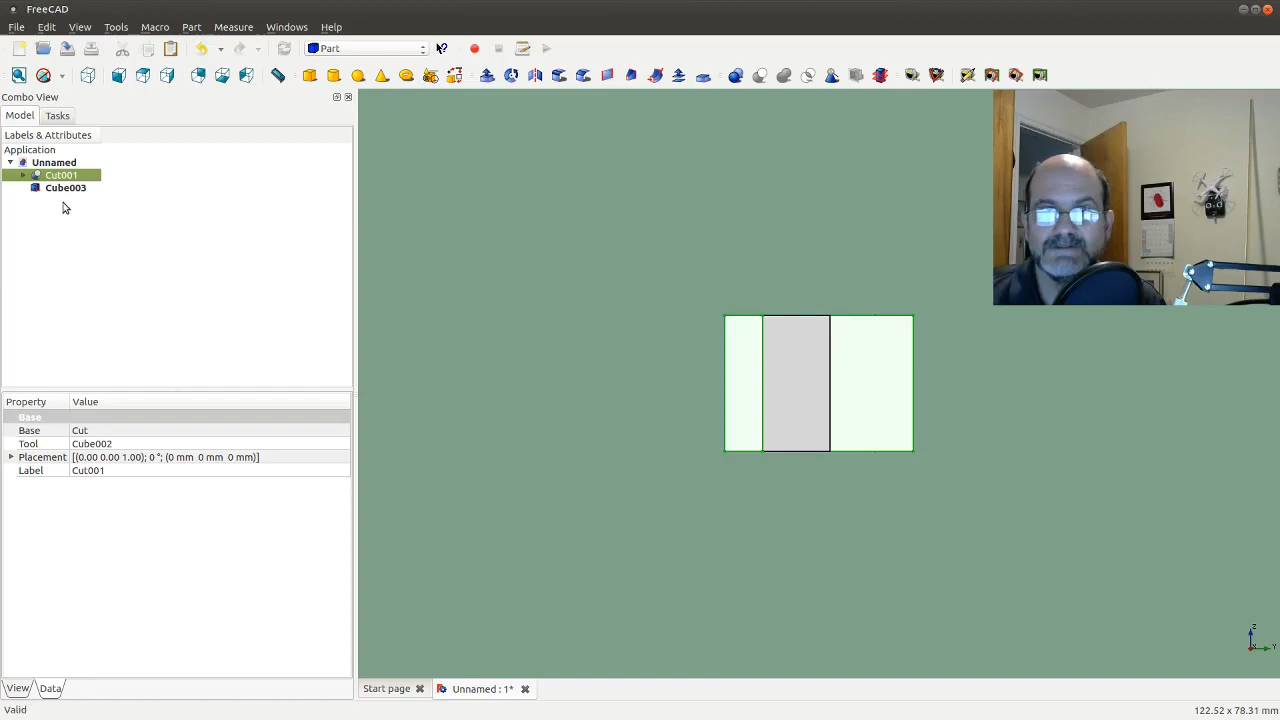 FreeCAD
File Edit View Tools Macro Part Measure Windows Help
Part
Combo View
Model Tasks
Labels & Attributes
Application
Unnamed
Cut001
Cube003
Property Value
Base
Base Cut
Tool Cube002
Placement [(0.00 0.00 1.00); 0 °; (0 mm 0 mm 0 mm)]
Label Cut001
Z
Y
View Data
Start page Unnamed : 1*
Valid 122.52 x 78.31 mm